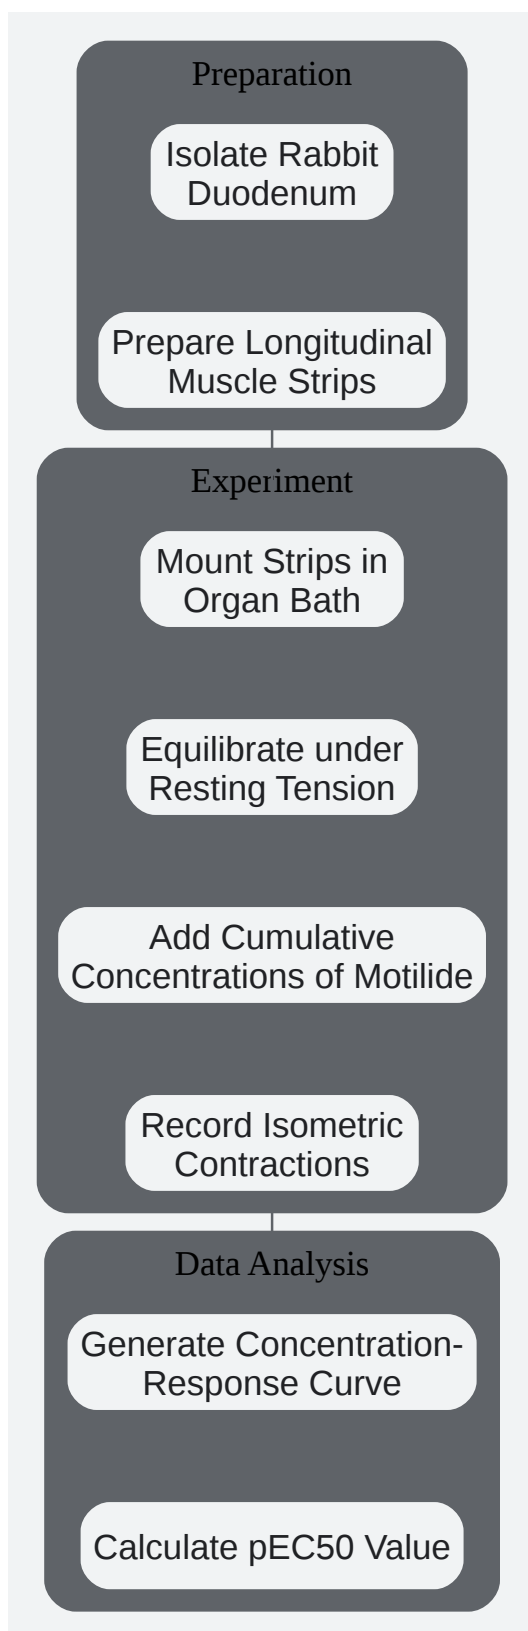 Preparation
Isolate Rabbit
Duodenum
Prepare Longitudinal
Muscle Strips
Experiment
Mount Strips in
Organ Bath
Equilibrate under
Resting Tension
Add Cumulative
Concentrations of Motilide
Record Isometric
Contractions
Data Analysis
Generate Concentration-
Response Curve
Calculate pEC50 Value